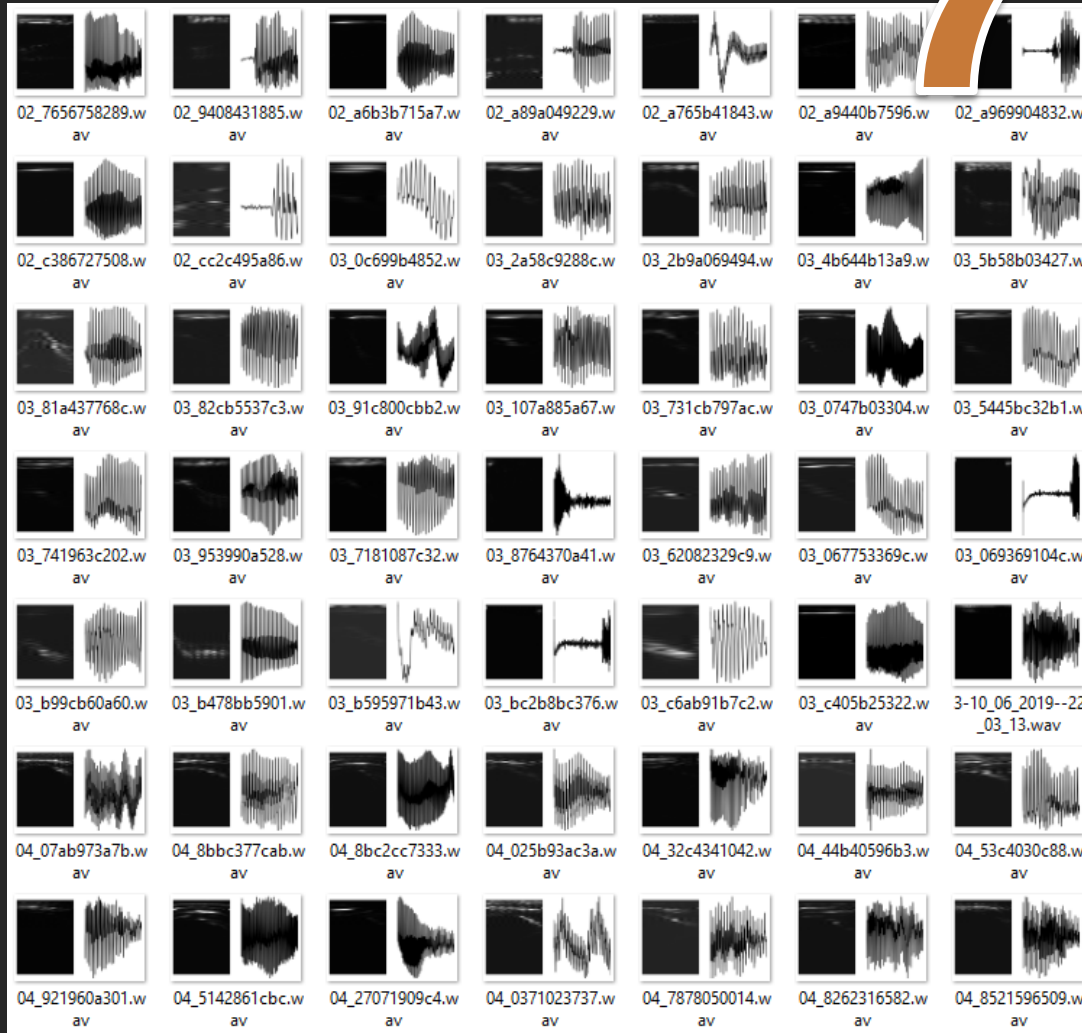 02_7656758289.w 02_9408431885.w 02_a6b3b715a7.w 02_a89a049229.w 02_a765b41843.w 02_a9440b7596.w 02_a969904832.w
av av av av av av av
02_c386727508.w 02_cc2c495a86.w 03_0c699b4852.w 03_2a58c9288c.w 03_2b9a069494.w 03_4b644b13a9.w 03_5b58b03427.w
av av av av av av av
03_81a437768c.w 03_82cb5537c3.w 03_91c800cbb2.w 03_107a885a67.w 03_731cb797ac.w 03_0747b03304.w 03_5445bc32b1.w
av av av av av av av
03_741963c202.w 03_953990a528.w 03_7181087c32.w 03_8764370a41.w 03_62082329c9.w 03_067753369c.w 03_069369104c.w
av av av av av av av
03_b99cb60a60.w 03_b478bb5901.w 03_b595971b43.w 03_bc2b8bc376.w 03_c6ab91b7c2.w 03_c405b25322.w 3-10_06_2019--22
av av av av av av _03_13.wav
04_07ab973a7b.w 04_8bbc377cab.w 04_8bc2cc7333.w 04_025b93ac3a.w 04_32c4341042.w 04_44b40596b3.w 04_53c4030c88.w
av av av av av av av
04_921960a301.w 04_5142861cbc.w 04_27071909c4.w 04_0371023737.w 04_7878050014.w 04_8262316582.w 04_8521596509.w
av av av av av av av